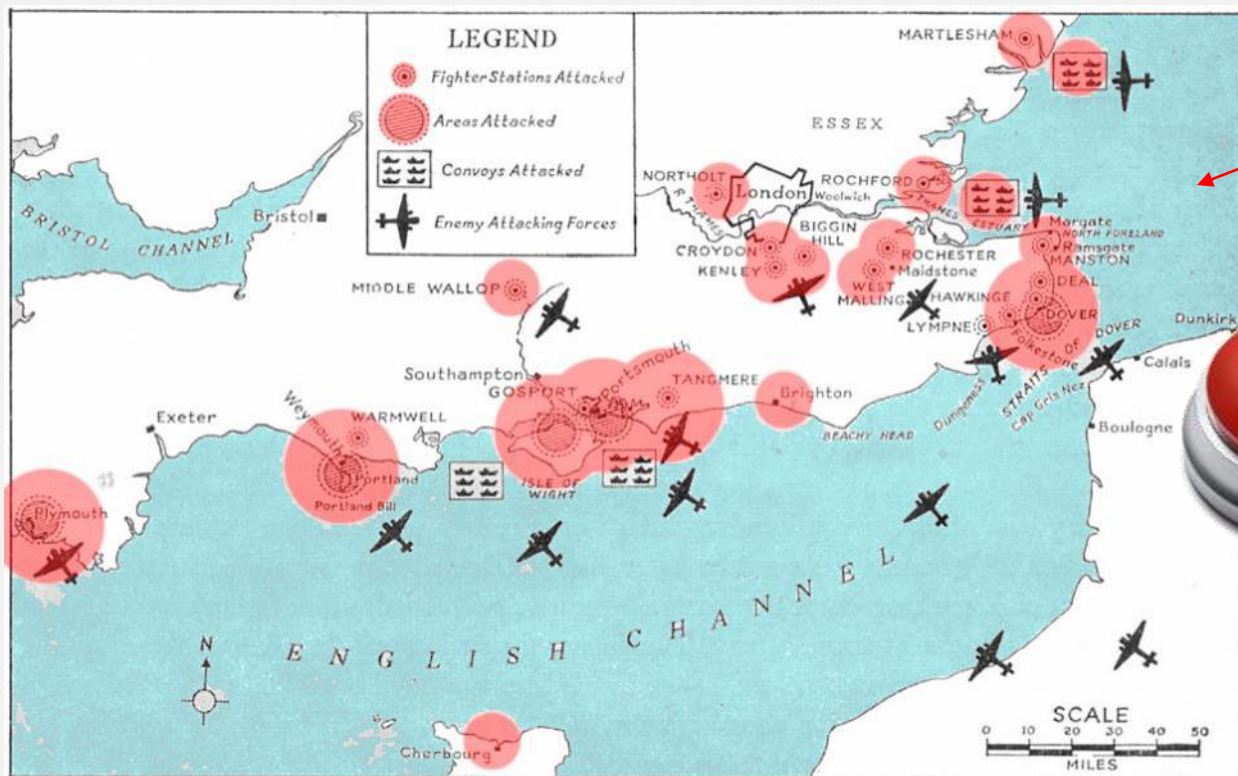 LEGEND
Fighter Stations Attacked
Areas Attacked
Convoys Attacked
Enemy Attacking Forces
MARTLESHAM
ESSEX
NORTHOLT
London
Woolwich
ROCHFORD
R. THAMES
THAMES
ESTUARY
BRISTOL CHANNEL
Bristol
CROYDON
BIGGIN
HILL
KENLEY
ROCHESTER
Maidstone
WEST
MALLING
Margate
NORTH FORELAND
Ramsgate
MANSTON
DEAL
HAWKINGE
DOVER
LYMPNE
Folkestone
STRAITS OF DOVER
Dunkirk
Calais
Cap Gris Nez
Boulogne
Dungeness
MIDDLE WALLOP
Southampton
GOSPORT
Portsmouth
TANGMERE
Brighton
BEACHY HEAD
Exeter
Weymouth
WARMWELL
Portland
Portland Bill
ISLE OF
WIGHT
Plymouth
ENGLISH CHANNEL
N
Cherbourg
SCALE
0 10 20 30 40 50
MILES